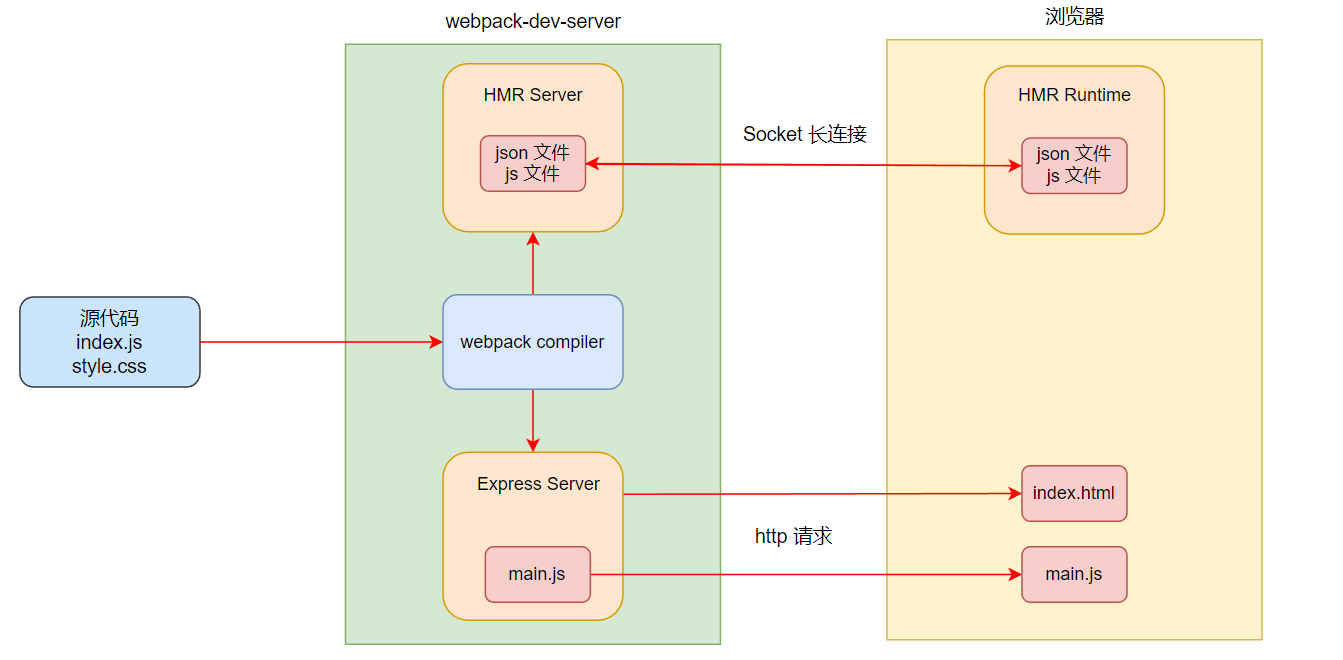 webpack-dev-server
浏览器
HMR Server
json 文件
js 文件
Socket 长连接
HMR Runtime
json 文件
js 文件
源代码
index.js
style.css
webpack compiler
Express Server
main.js
http 请求
index.html
main.js